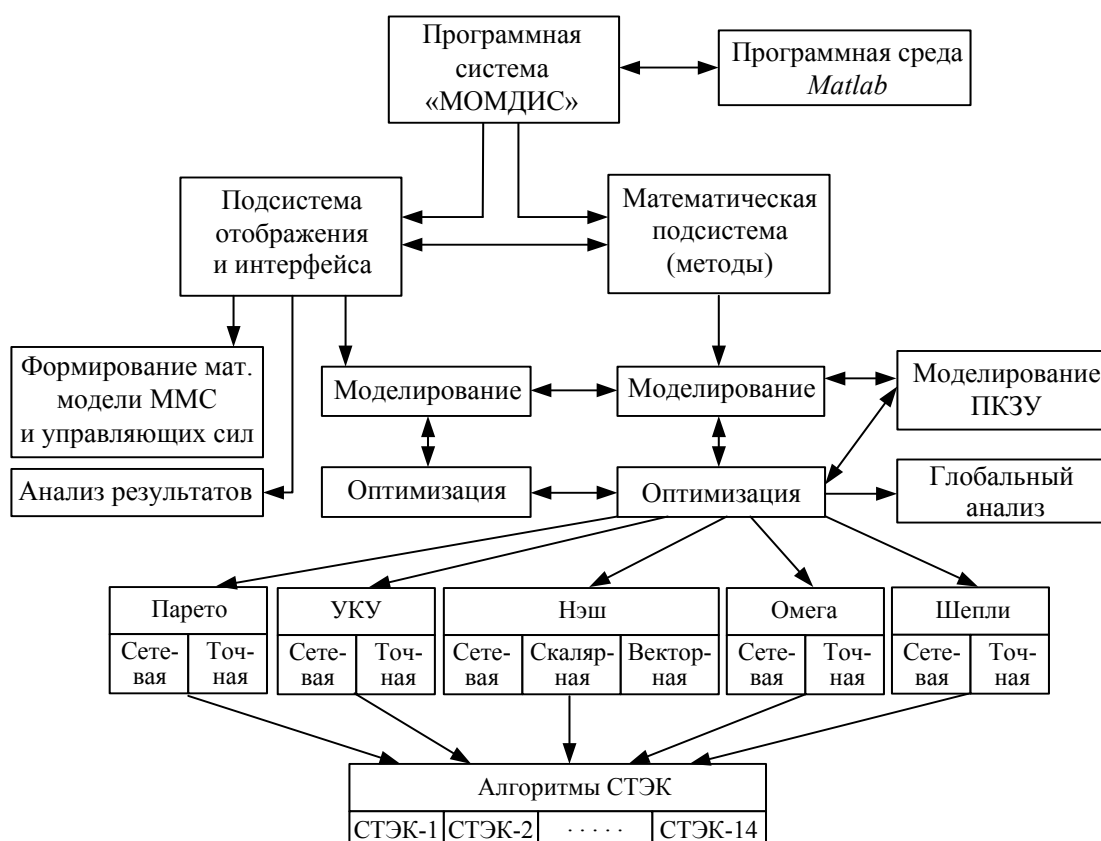 Программная
система
«МОМДИС»
Программная среда
Matlab
Подсистема
отображения
и интерфейса
Математическая
подсистема
(методы)
Формирование мат.
модели ММС
и управляющих сил
Моделирование
Моделирование
Моделирование
ПКЗУ
Анализ результатов
Оптимизация
Оптимизация
Глобальный
анализ
Парето
Сете-
вая
Точ-
ная
УКУ
Сете-
вая
Точ-
ная
Нэш
Сете-
вая
Скаляр-
ная
Вектор-
ная
Омега
Сете-
вая
Точ-
ная
Шепли
Сете-
вая
Точ-
ная
Алгоритмы СТЭК
СТЭК-1 СТЭК-2 · · · · · СТЭК-14